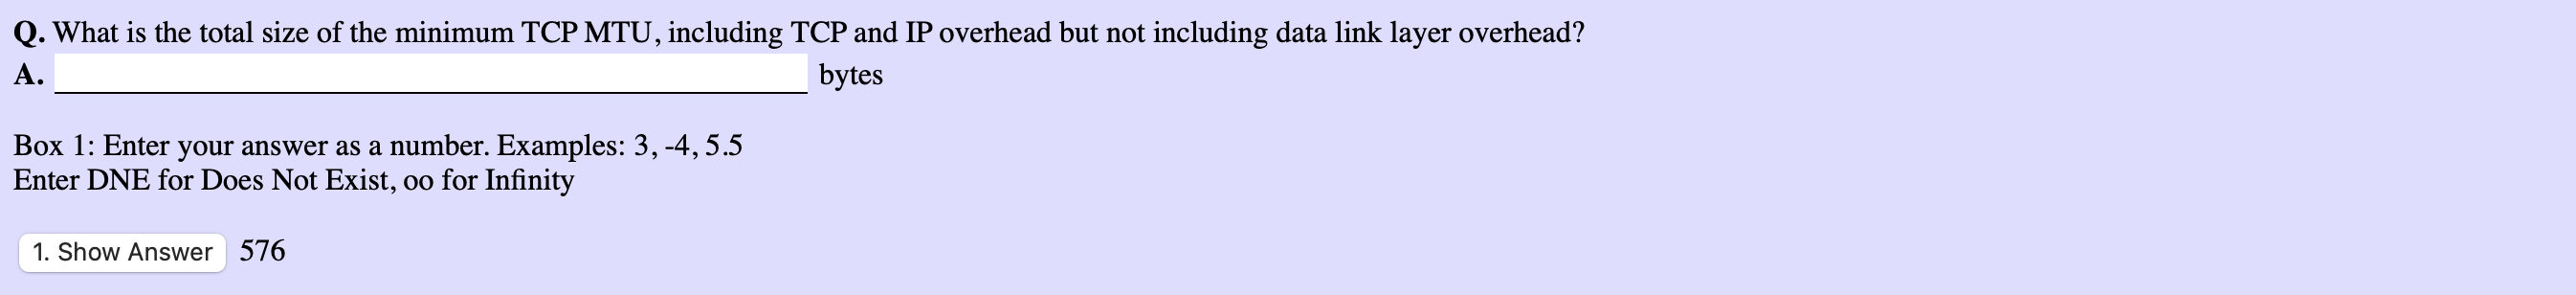 Q. What is the total size of the minimum TCP MTU, including TCP and IP overhead but not including data link layer overhead?
A. bytes
Box 1: Enter your answer as a number. Examples: 3, -4, 5.5
Enter DNE for Does Not Exist, oo for Infinity
1. Show Answer 576